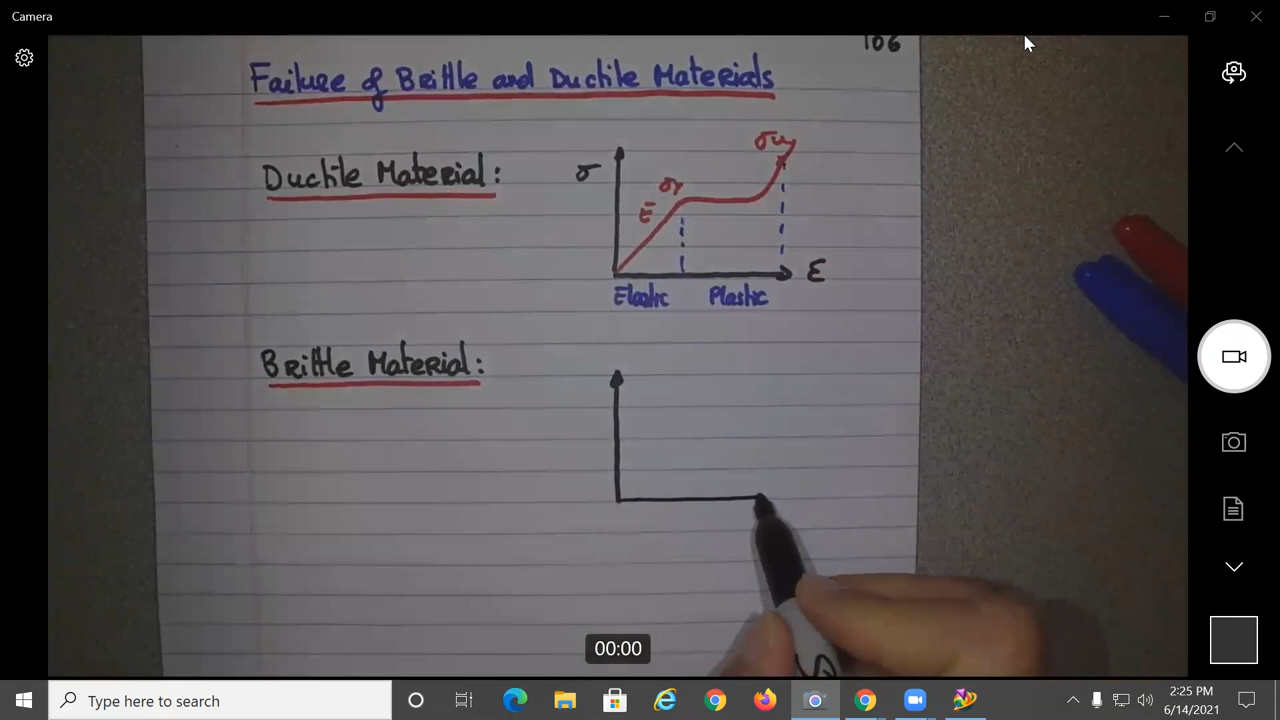 Camera
106
Failure of Brittle and Ductile Materials
Ductile Material:
σ
σy
E
σu
ε
Elastic
Plastic
Brittle Material:
00:00
Type here to search
2:25 PM
6/14/2021